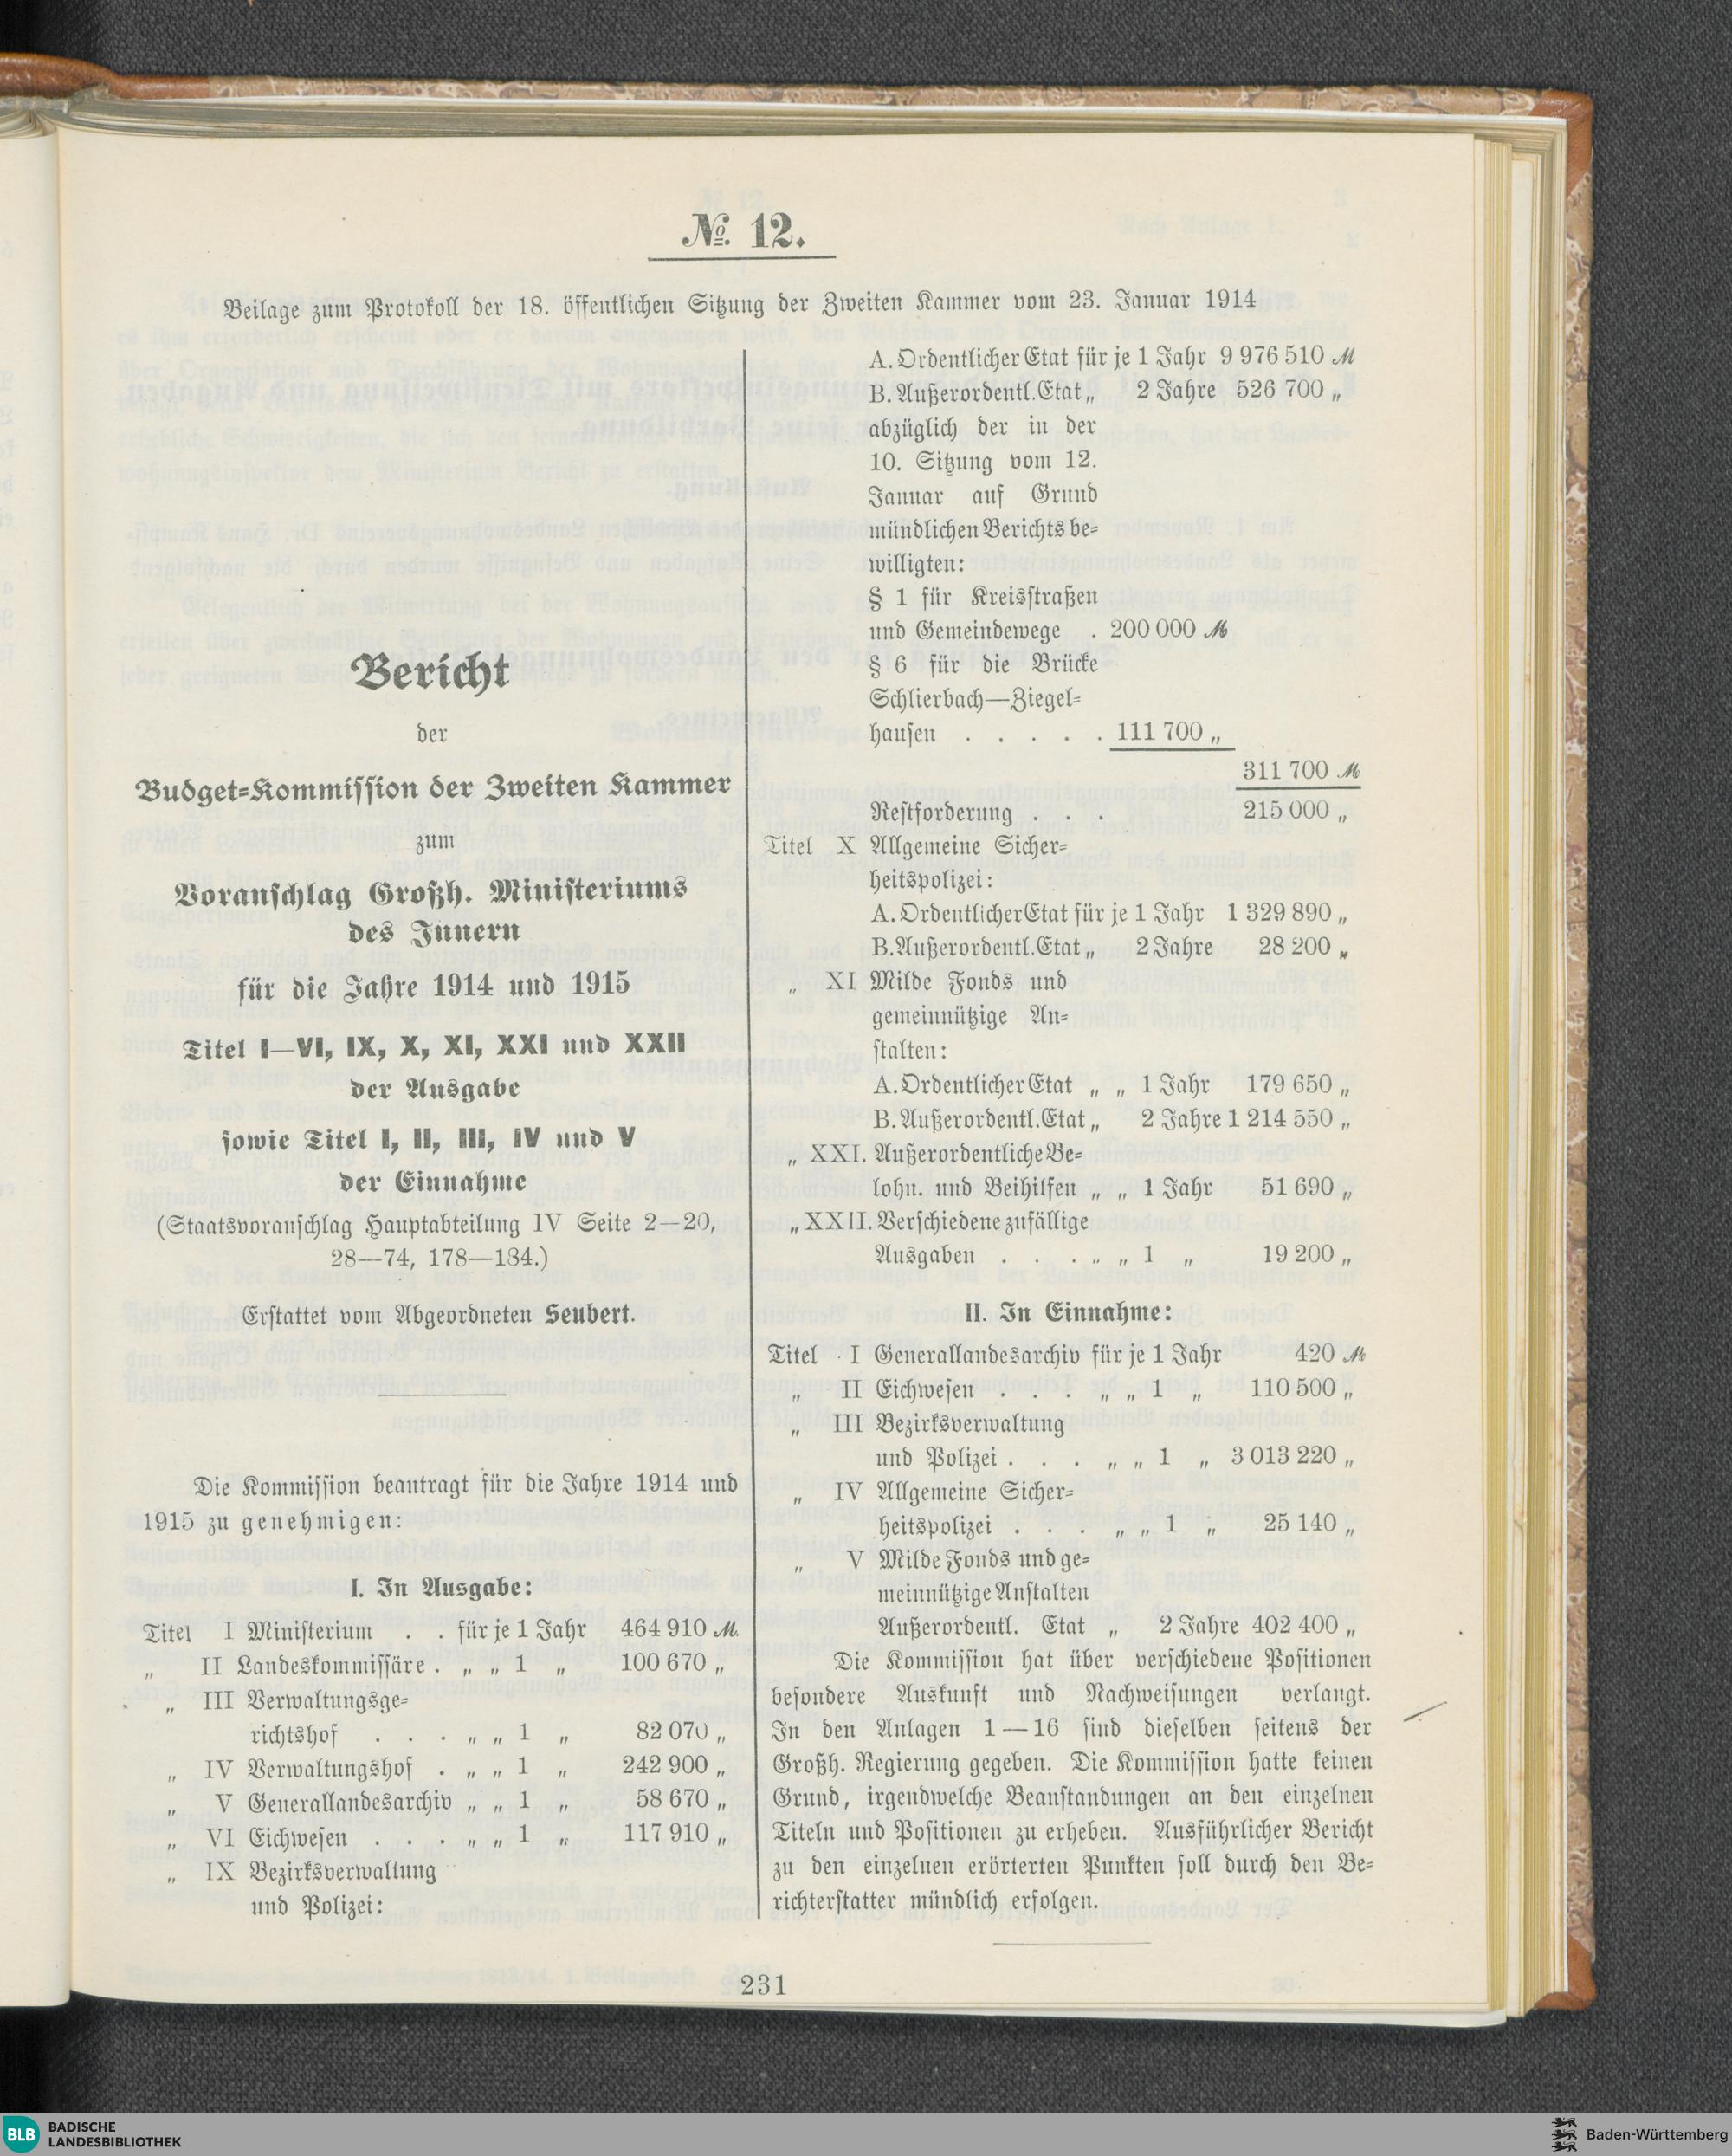 № 12.
Beilage zum Protokoll der 18. öffentlichen Sitzung der Zweiten Kammer vom 23. Januar 1914
Bericht
der
Budget-Kommission der Zweiten Kammer
zum
Voranschlag Großh. Ministeriums
des Innern
für die Jahre 1914 und 1915
Titel I—VI, IX, X, XI, XXI und XXII
der Ausgabe
sowie Titel I, II, III, IV und V
der Einnahme
(Staatsvoranschlag Hauptabteilung IV Seite 2—20,
28—74, 178—184.)
Erstattet vom Abgeordneten Seubert.
Die Kommission beantragt für die Jahre 1914 und
1915 zu genehmigen:
I. In Ausgabe:
Titel I Ministerium . . für je 1 Jahr 464 910 ℳ.
„ II Landeskommissäre . „ „ 1 „ 100 670 „
„ III Verwaltungsge-
richtshof . . . „ „ 1 „ 82 070 „
„ IV Verwaltungshof . „ „ 1 „ 242 900 „
„ V Generallandesarchiv „ „ 1 „ 58 670 „
„ VI Eichwesen . . . „ „ 1 „ 117 910 „
„ IX Bezirksverwaltung
und Polizei:
A. Ordentlicher Etat für je 1 Jahr 9 976 510 ℳ
B. Außerordentl. Etat „ 2 Jahre 526 700 „
abzüglich der in der
10. Sitzung vom 12.
Januar auf Grund
mündlichen Berichts be-
willigten:
§ 1 für Kreisstraßen
und Gemeindewege . 200 000 ℳ
§ 6 für die Brücke
Schlierbach—Ziegel-
hausen . . . . . 111 700 „
311 700 ℳ
Restforderung . . . 215 000 „
Titel X Allgemeine Sicher-
heitspolizei:
A. Ordentlicher Etat für je 1 Jahr 1 329 890 „
B. Außerordentl. Etat „ 2 Jahre 28 200 „
„ XI Milde Fonds und
gemeinnützige An-
stalten:
A. Ordentlicher Etat „ „ 1 Jahr 179 650 „
B. Außerordentl. Etat „ 2 Jahre 1 214 550 „
„ XXI. Außerordentliche Be-
lohn. und Beihilfen „ „ 1 Jahr 51 690 „
„ XXII. Verschiedene zufällige
Ausgaben . . . „ „ 1 „ 19 200 „
II. In Einnahme:
Titel I Generallandesarchiv für je 1 Jahr 420 ℳ
„ II Eichwesen . . . „ „ 1 „ 110 500 „
„ III Bezirksverwaltung
und Polizei . . . „ „ 1 „ 3 013 220 „
„ IV Allgemeine Sicher-
heitspolizei . . . „ „ 1 „ 25 140 „
„ V Milde Fonds und ge-
meinnützige Anstalten
Außerordentl. Etat „ 2 Jahre 402 400 „
Die Kommission hat über verschiedene Positionen
besondere Auskunft und Nachweisungen verlangt.
In den Anlagen 1—16 sind dieselben seitens der
Großh. Regierung gegeben. Die Kommission hatte keinen
Grund, irgendwelche Beanstandungen an den einzelnen
Titeln und Positionen zu erheben. Ausführlicher Bericht
zu den einzelnen erörterten Punkten soll durch den Be-
richterstatter mündlich erfolgen.
231
BLB BADISCHE
LANDESBIBLIOTHEK
Baden-Württemberg